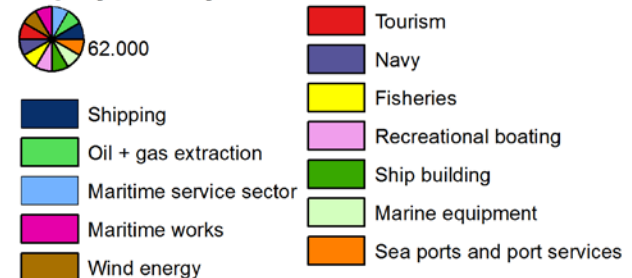 62.000
Shipping
Oil + gas extraction
Maritime service sector
Maritime works
Wind energy
Tourism
Navy
Fisheries
Recreational boating
Ship building
Marine equipment
Sea ports and port services